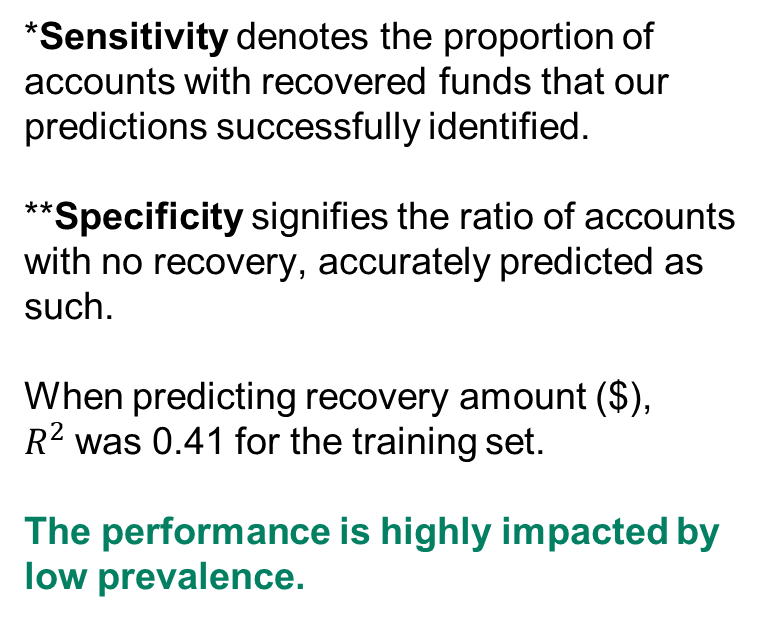 *Sensitivity denotes the proportion of
accounts with recovered funds that our
predictions successfully identified.
**Specificity signifies the ratio of accounts
with no recovery, accurately predicted as
such.
When predicting recovery amount ($),
R² was 0.41 for the training set.
The performance is highly impacted by
low prevalence.